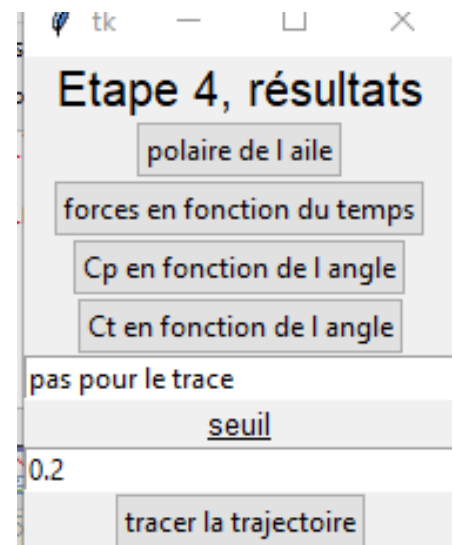 tk
Etape 4, résultats
polaire de l aile
forces en fonction du temps
Cp en fonction de l angle
Ct en fonction de l angle
pas pour le trace
seuil
0.2
tracer la trajectoire